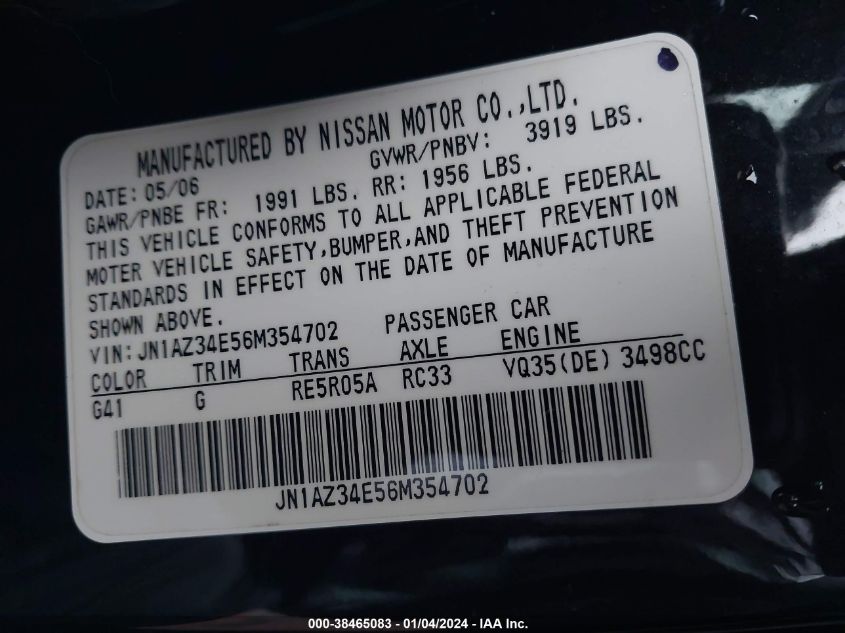 MANUFACTURED BY NISSAN MOTOR CO.,LTD.
DATE: 05/06 GVWR/PNBV: 3919 LBS.
GAWR/PNBE FR: 1991 LBS. RR: 1956 LBS.
THIS VEHICLE CONFORMS TO ALL APPLICABLE FEDERAL
MOTER VEHICLE SAFETY,BUMPER,AND THEFT PREVENTION
STANDARDS IN EFFECT ON THE DATE OF MANUFACTURE
SHOWN ABOVE.
VIN: JN1AZ34E56M354702 PASSENGER CAR
COLOR TRIM TRANS AXLE ENGINE
G41 G RE5R05A RC33 VQ35(DE) 3498CC
JN1AZ34E56M354702
000-38465083 - 01/04/2024 - IAA Inc.